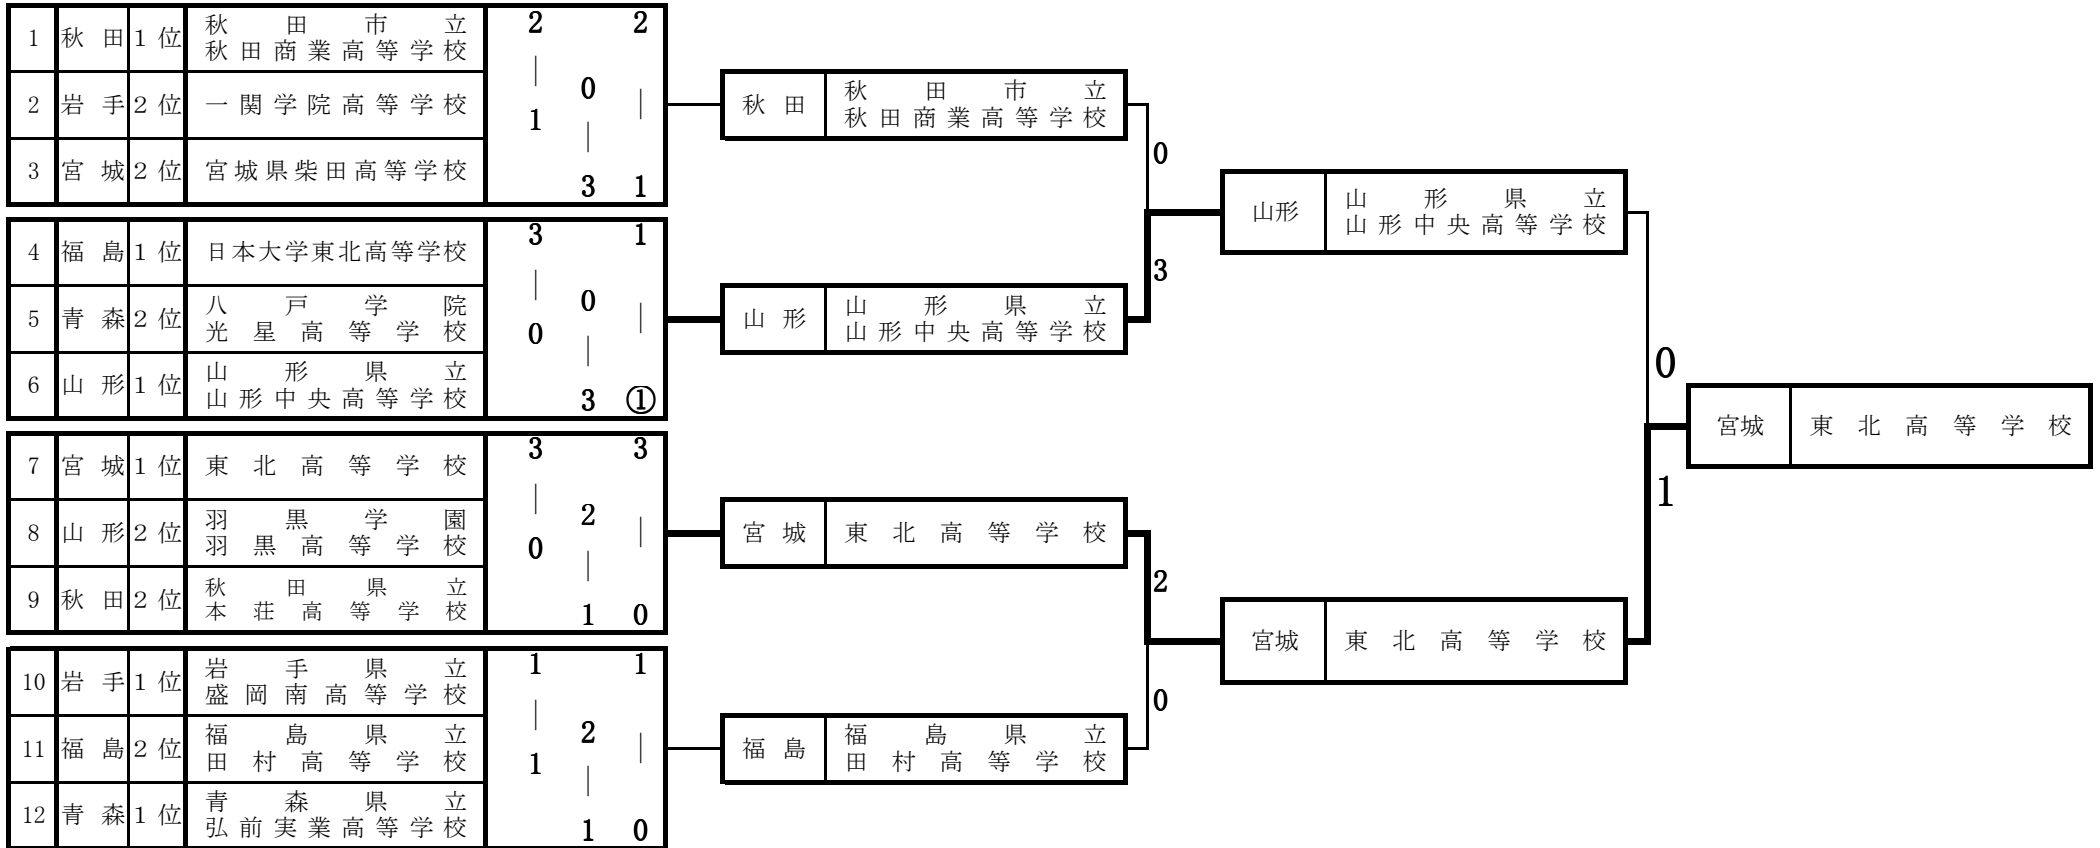 1 秋田 1位 秋田市立
秋田商業高等学校
2 岩手 2位 一関学院高等学校
3 宮城 2位 宮城県柴田高等学校
2 | 1
0 | 3
2 | 1
4 福島 1位 日本大学東北高等学校
5 青森 2位 八戸学院
光星高等学校
6 山形 1位 山形県立
山形中央高等学校
3 | 0
0 | 3
1 | ①
7 宮城 1位 東北高等学校
8 山形 2位 羽黒学園
羽黒高等学校
9 秋田 2位 秋田県立
本荘高等学校
3 | 0
2 | 1
3 | 0
10 岩手 1位 岩手県立
盛岡南高等学校
11 福島 2位 福島県立
田村高等学校
12 青森 1位 青森県立
弘前実業高等学校
1 | 1
2 | 1
1 | 0
秋田 秋田市立
秋田商業高等学校
0
3
山形 山形県立
山形中央高等学校
宮城 東北高等学校
2
0
福島 福島県立
田村高等学校
山形 山形県立
山形中央高等学校
0
1
宮城 東北高等学校
宮城 東北高等学校